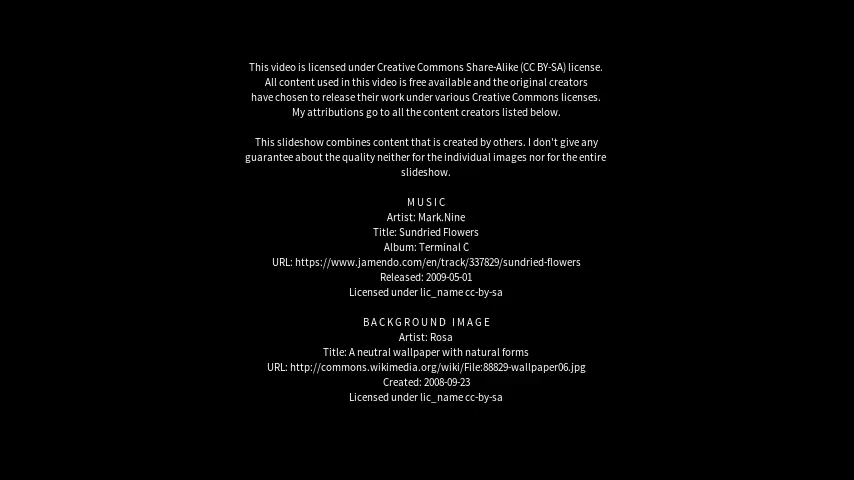 This video is licensed under Creative Commons Share-Alike (CC BY-SA) license.
All content used in this video is free available and the original creators
have chosen to release their work under various Creative Commons licenses.
My attributions go to all the content creators listed below.
This slideshow combines content that is created by others. I don't give any
guarantee about the quality neither for the individual images nor for the entire
slideshow.
MUSIC
Artist: Mark.Nine
Title: Sundried Flowers
Album: Terminal C
URL: https://www.jamendo.com/en/track/337829/sundried-flowers
Released: 2009-05-01
Licensed under lic_name cc-by-sa
BACKGROUND IMAGE
Artist: Rosa
Title: A neutral wallpaper with natural forms
URL: http://commons.wikimedia.org/wiki/File:88829-wallpaper06.jpg
Created: 2008-09-23
Licensed under lic_name cc-by-sa